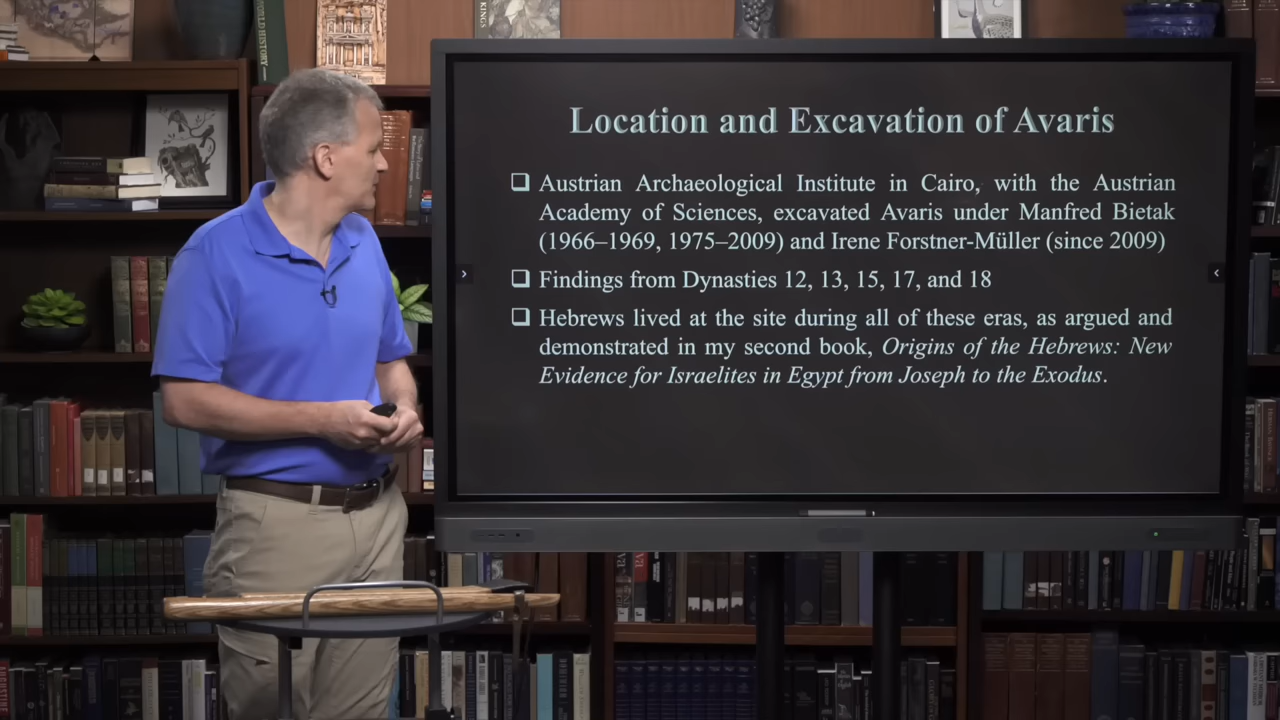 WORLD HISTORY
KINGS
Location and Excavation of Avaris
❑ Austrian Archaeological Institute in Cairo, with the Austrian
Academy of Sciences, excavated Avaris under Manfred Bietak
(1966–1969, 1975–2009) and Irene Forstner-Müller (since 2009)
❑ Findings from Dynasties 12, 13, 15, 17, and 18
❑ Hebrews lived at the site during all of these eras, as argued and
demonstrated in my second book, Origins of the Hebrews: New
Evidence for Israelites in Egypt from Joseph to the Exodus.